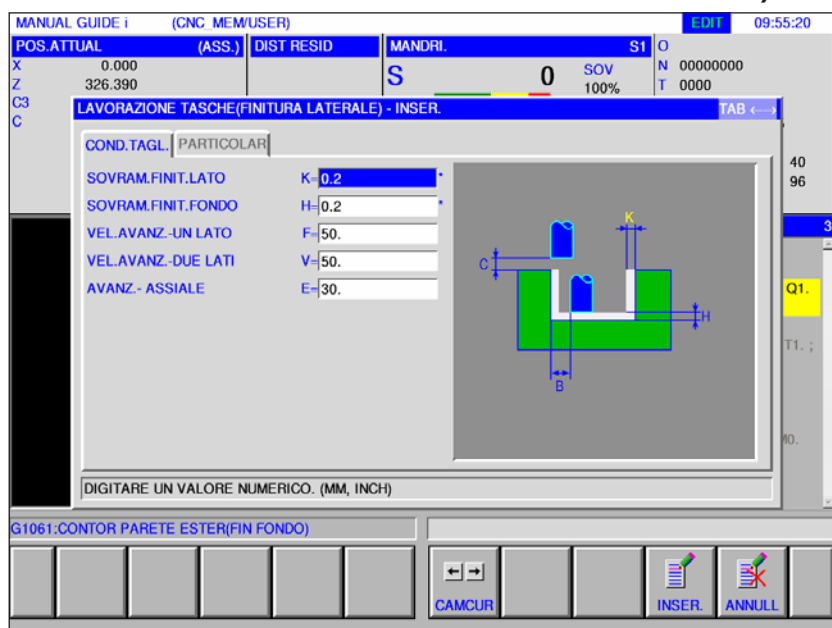 MANUAL GUIDE i (CNC_MEM/USER) EDIT 09:55:20
POS.ATTUAL (ASS.) DIST RESID MANDRI. S1 O
X 0.000 S 0 SOV N 00000000
Z 326.390 100% T 0000
C3
C
LAVORAZIONE TASCHE(FINITURA LATERALE) - INSER. TAB ←→
COND.TAGL. PARTICOLAR
40
SOVRAM.FINIT.LATO K=0.2 *
96
SOVRAM.FINIT.FONDO H=0.2 *
VEL.AVANZ.-UN LATO F=50.
VEL.AVANZ-DUE LATI V=50.
AVANZ.- ASSIALE E=30.
K
C
H
B
3
Q1.
T1. ;
M0.
DIGITARE UN VALORE NUMERICO. (MM, INCH)
G1061:CONTOR PARETE ESTER(FIN FONDO)
CAMCUR INSER. ANNULL